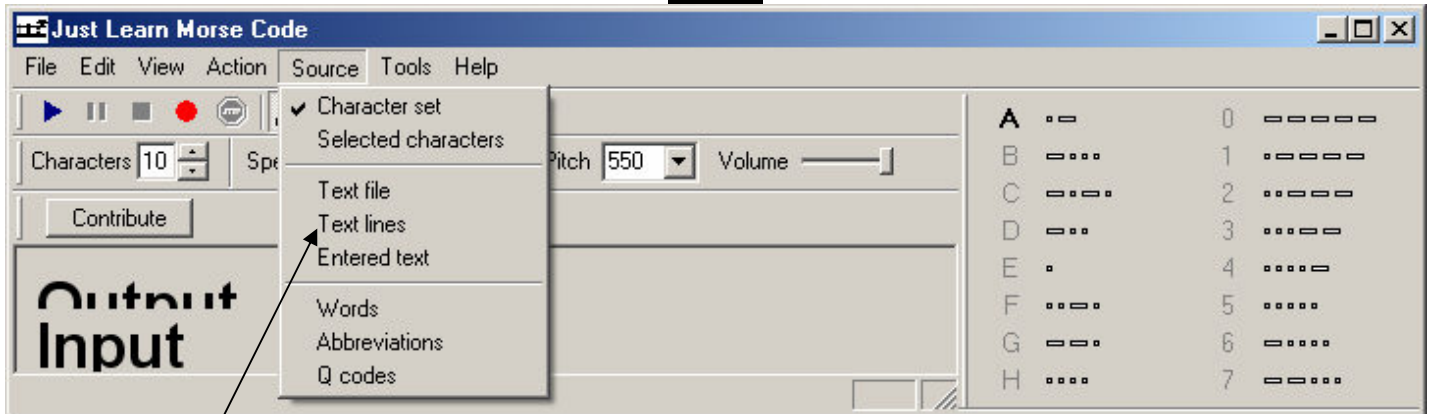 Just Learn Morse Code
File Edit View Action Source Tools Help
Character set
Selected characters
Characters 10
Pitch 550
Volume
Text file
Contribute
Text lines
Entered text
Output
Input
Words
Abbreviations
Q codes
A 0
B 1
C 2
D 3
E 4
F 5
G 6
H 7